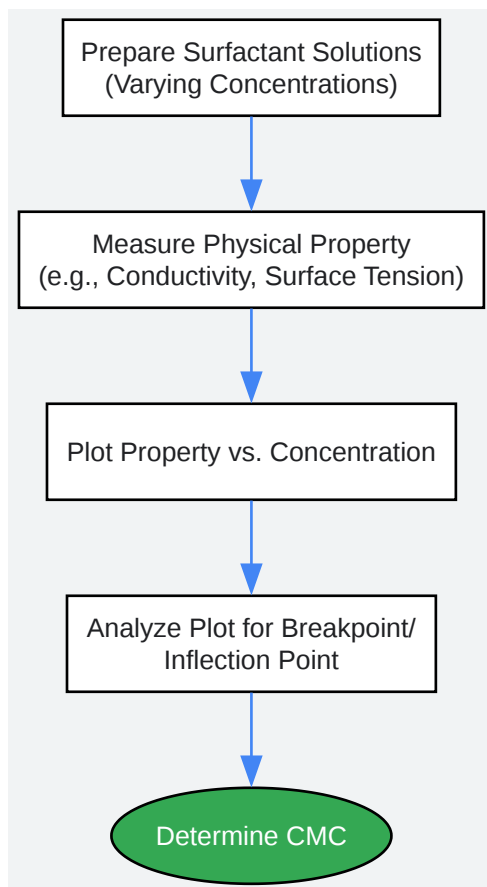 Prepare Surfactant Solutions
(Varying Concentrations)
Measure Physical Property
(e.g., Conductivity, Surface Tension)
Plot Property vs. Concentration
Analyze Plot for Breakpoint/
Inflection Point
Determine CMC